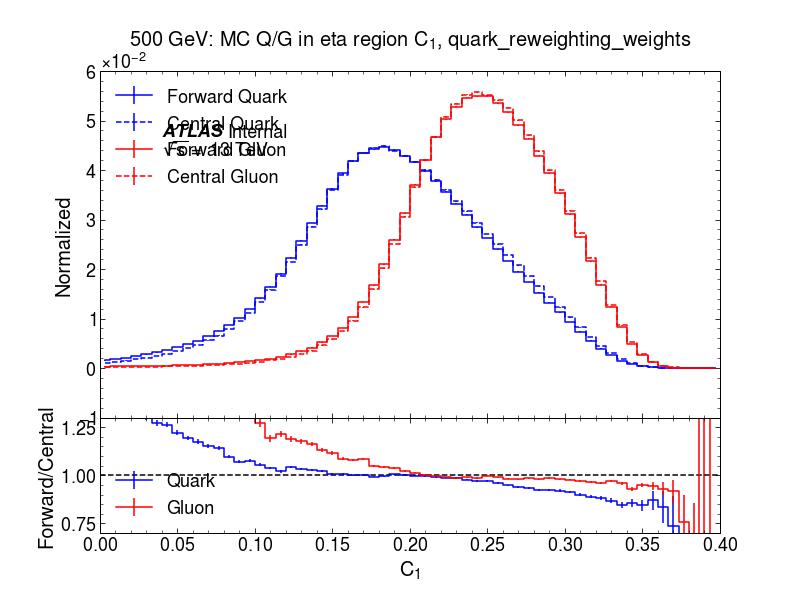 500 GeV: MC Q/G in eta region C₁, quark_reweighting_weights
×10⁻²
6
5
4
3
2
1
0
−1
Normalized
Forward Quark
Central Quark
ATLAS Internal
√s = 13 TeV
Forward Gluon
Central Gluon
1.25
1.00
0.75
Forward/Central
Quark
Gluon
0.00 0.05 0.10 0.15 0.20 0.25 0.30 0.35 0.40
C₁